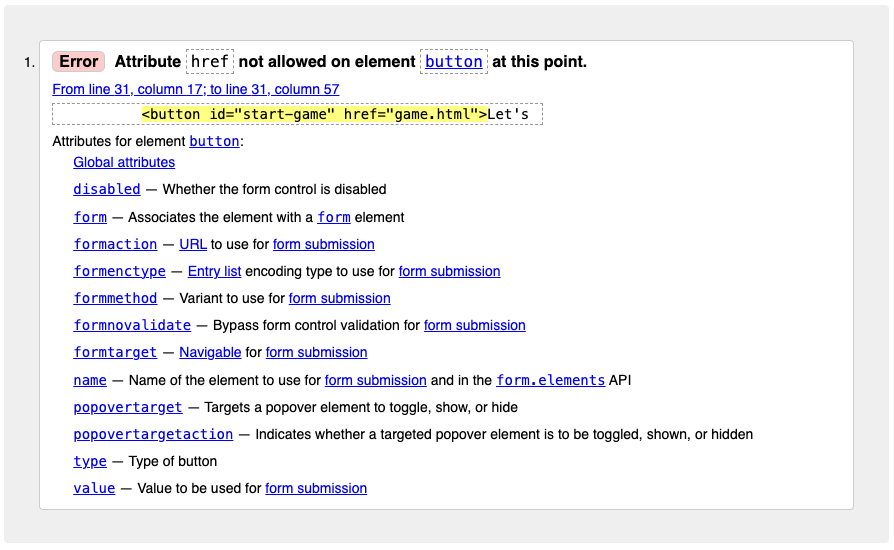 1. Error Attribute href not allowed on element button at this point.
From line 31, column 17; to line 31, column 57
<button id="start-game" href="game.html">Let's
Attributes for element button:
Global attributes
disabled — Whether the form control is disabled
form — Associates the element with a form element
formaction — URL to use for form submission
formenctype — Entry list encoding type to use for form submission
formmethod — Variant to use for form submission
formnovalidate — Bypass form control validation for form submission
formtarget — Navigable for form submission
name — Name of the element to use for form submission and in the form.elements API
popovertarget — Targets a popover element to toggle, show, or hide
popovertargetaction — Indicates whether a targeted popover element is to be toggled, shown, or hidden
type — Type of button
value — Value to be used for form submission